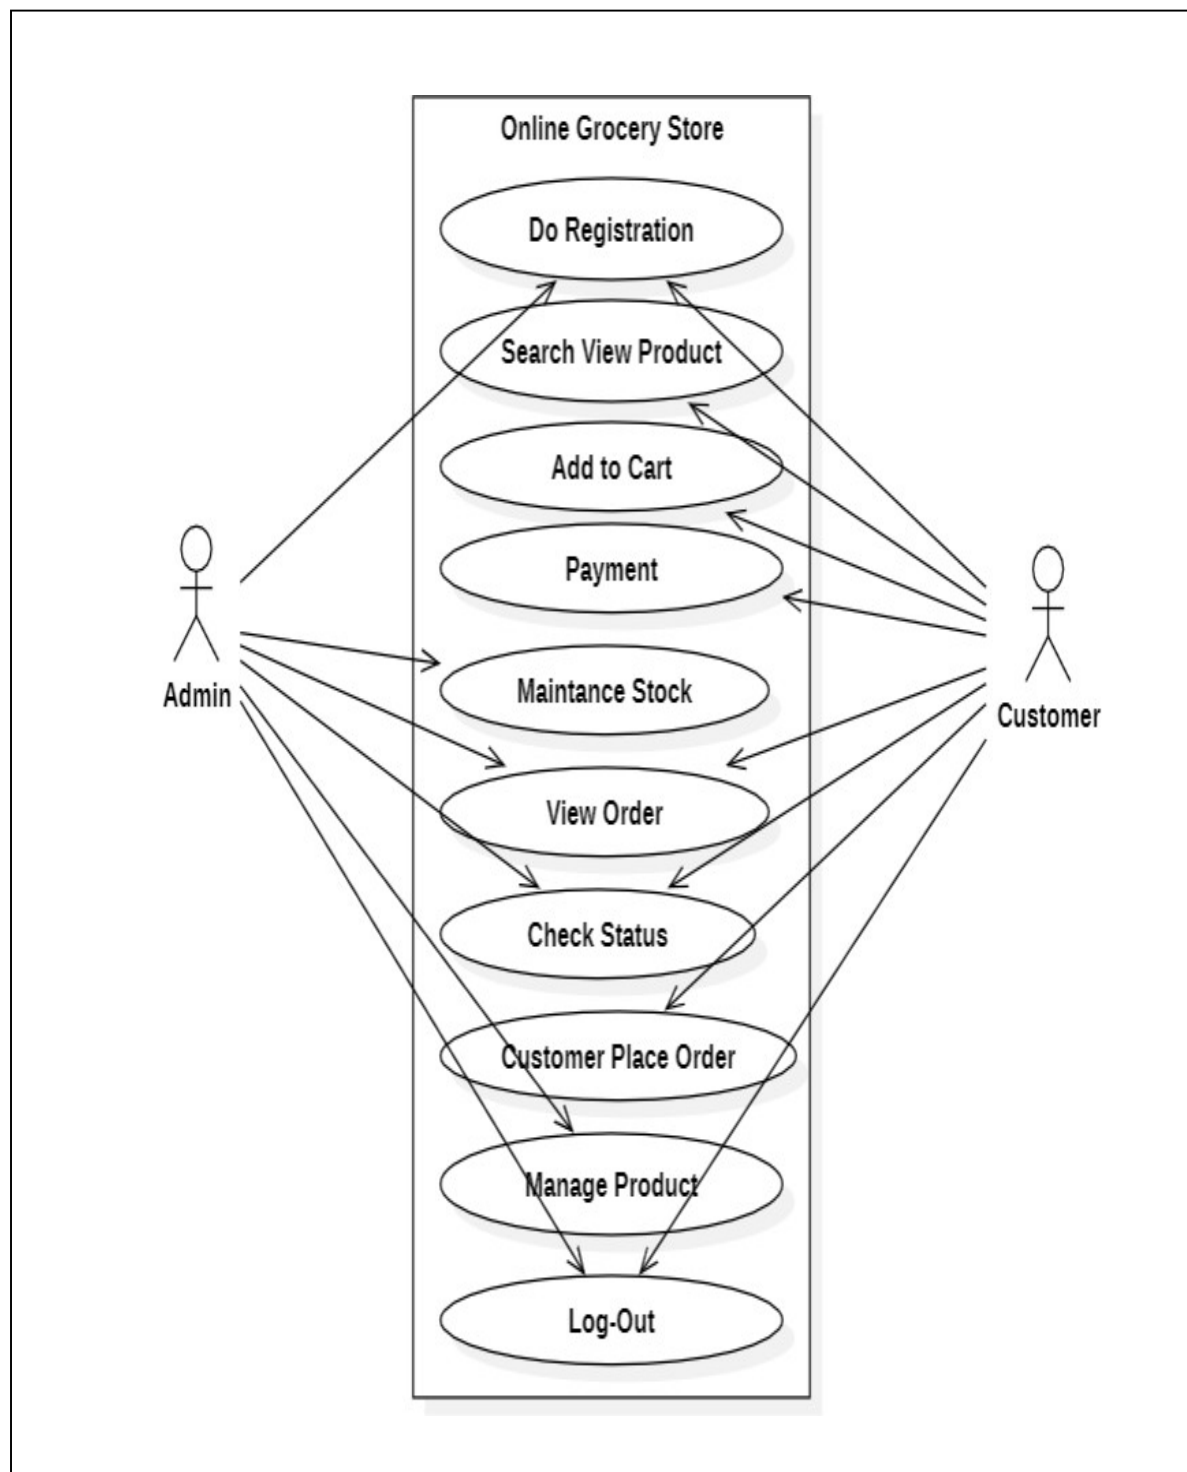 Online Grocery Store
Do Registration
Search View Product
Add to Cart
Payment
Maintance Stock
Admin
Customer
View Order
Check Status
Customer Place Order
Manage Product
Log-Out